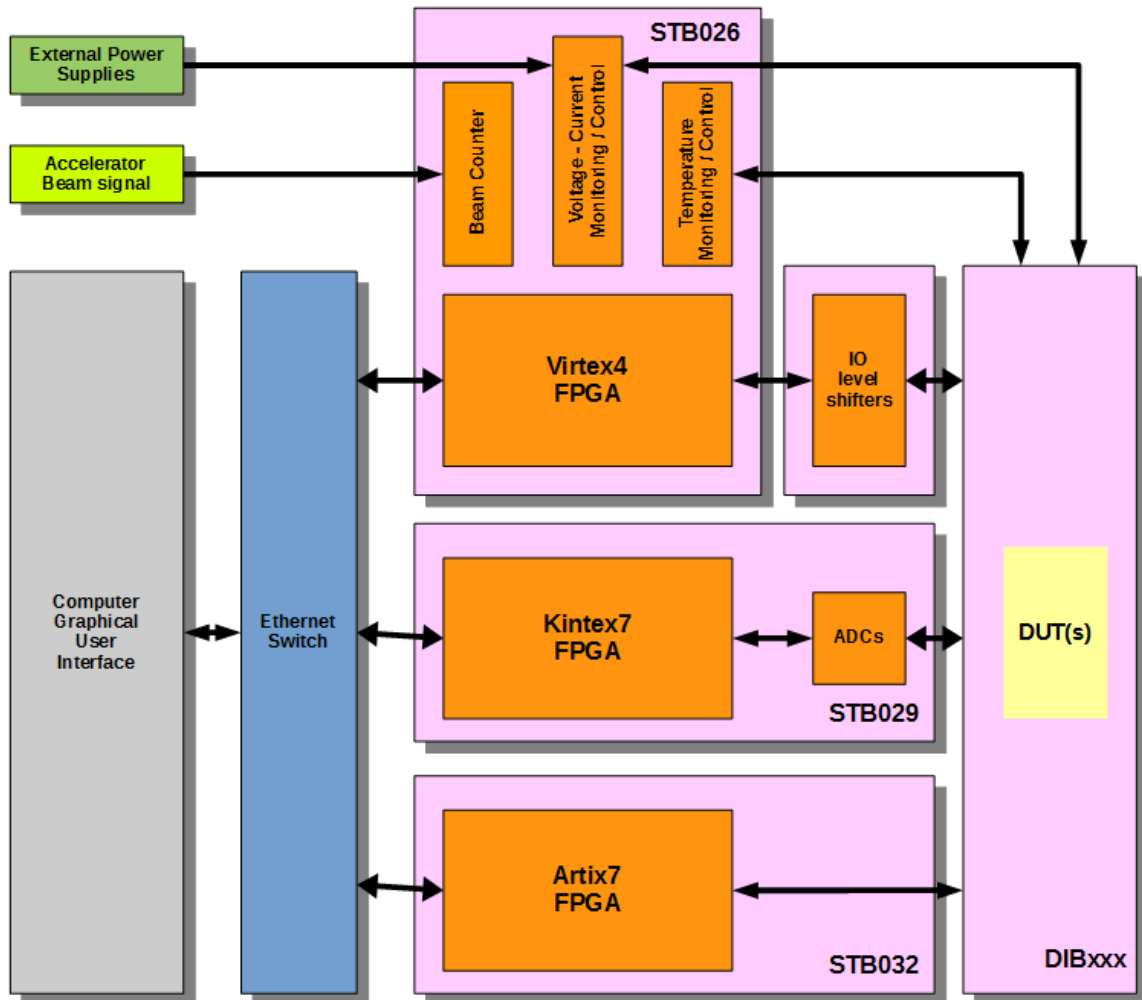 STB026
External Power
Supplies
Accelerator
Beam signal
Beam Counter
Voltage - Current
Monitoring / Control
Temperature
Monitoring / Control
Virtex4
FPGA
IO
level
shifters
Computer
Graphical
User
Interface
Ethernet
Switch
Kintex7
FPGA
ADCs
STB029
DUT(s)
Artix7
FPGA
STB032
DIBxxx